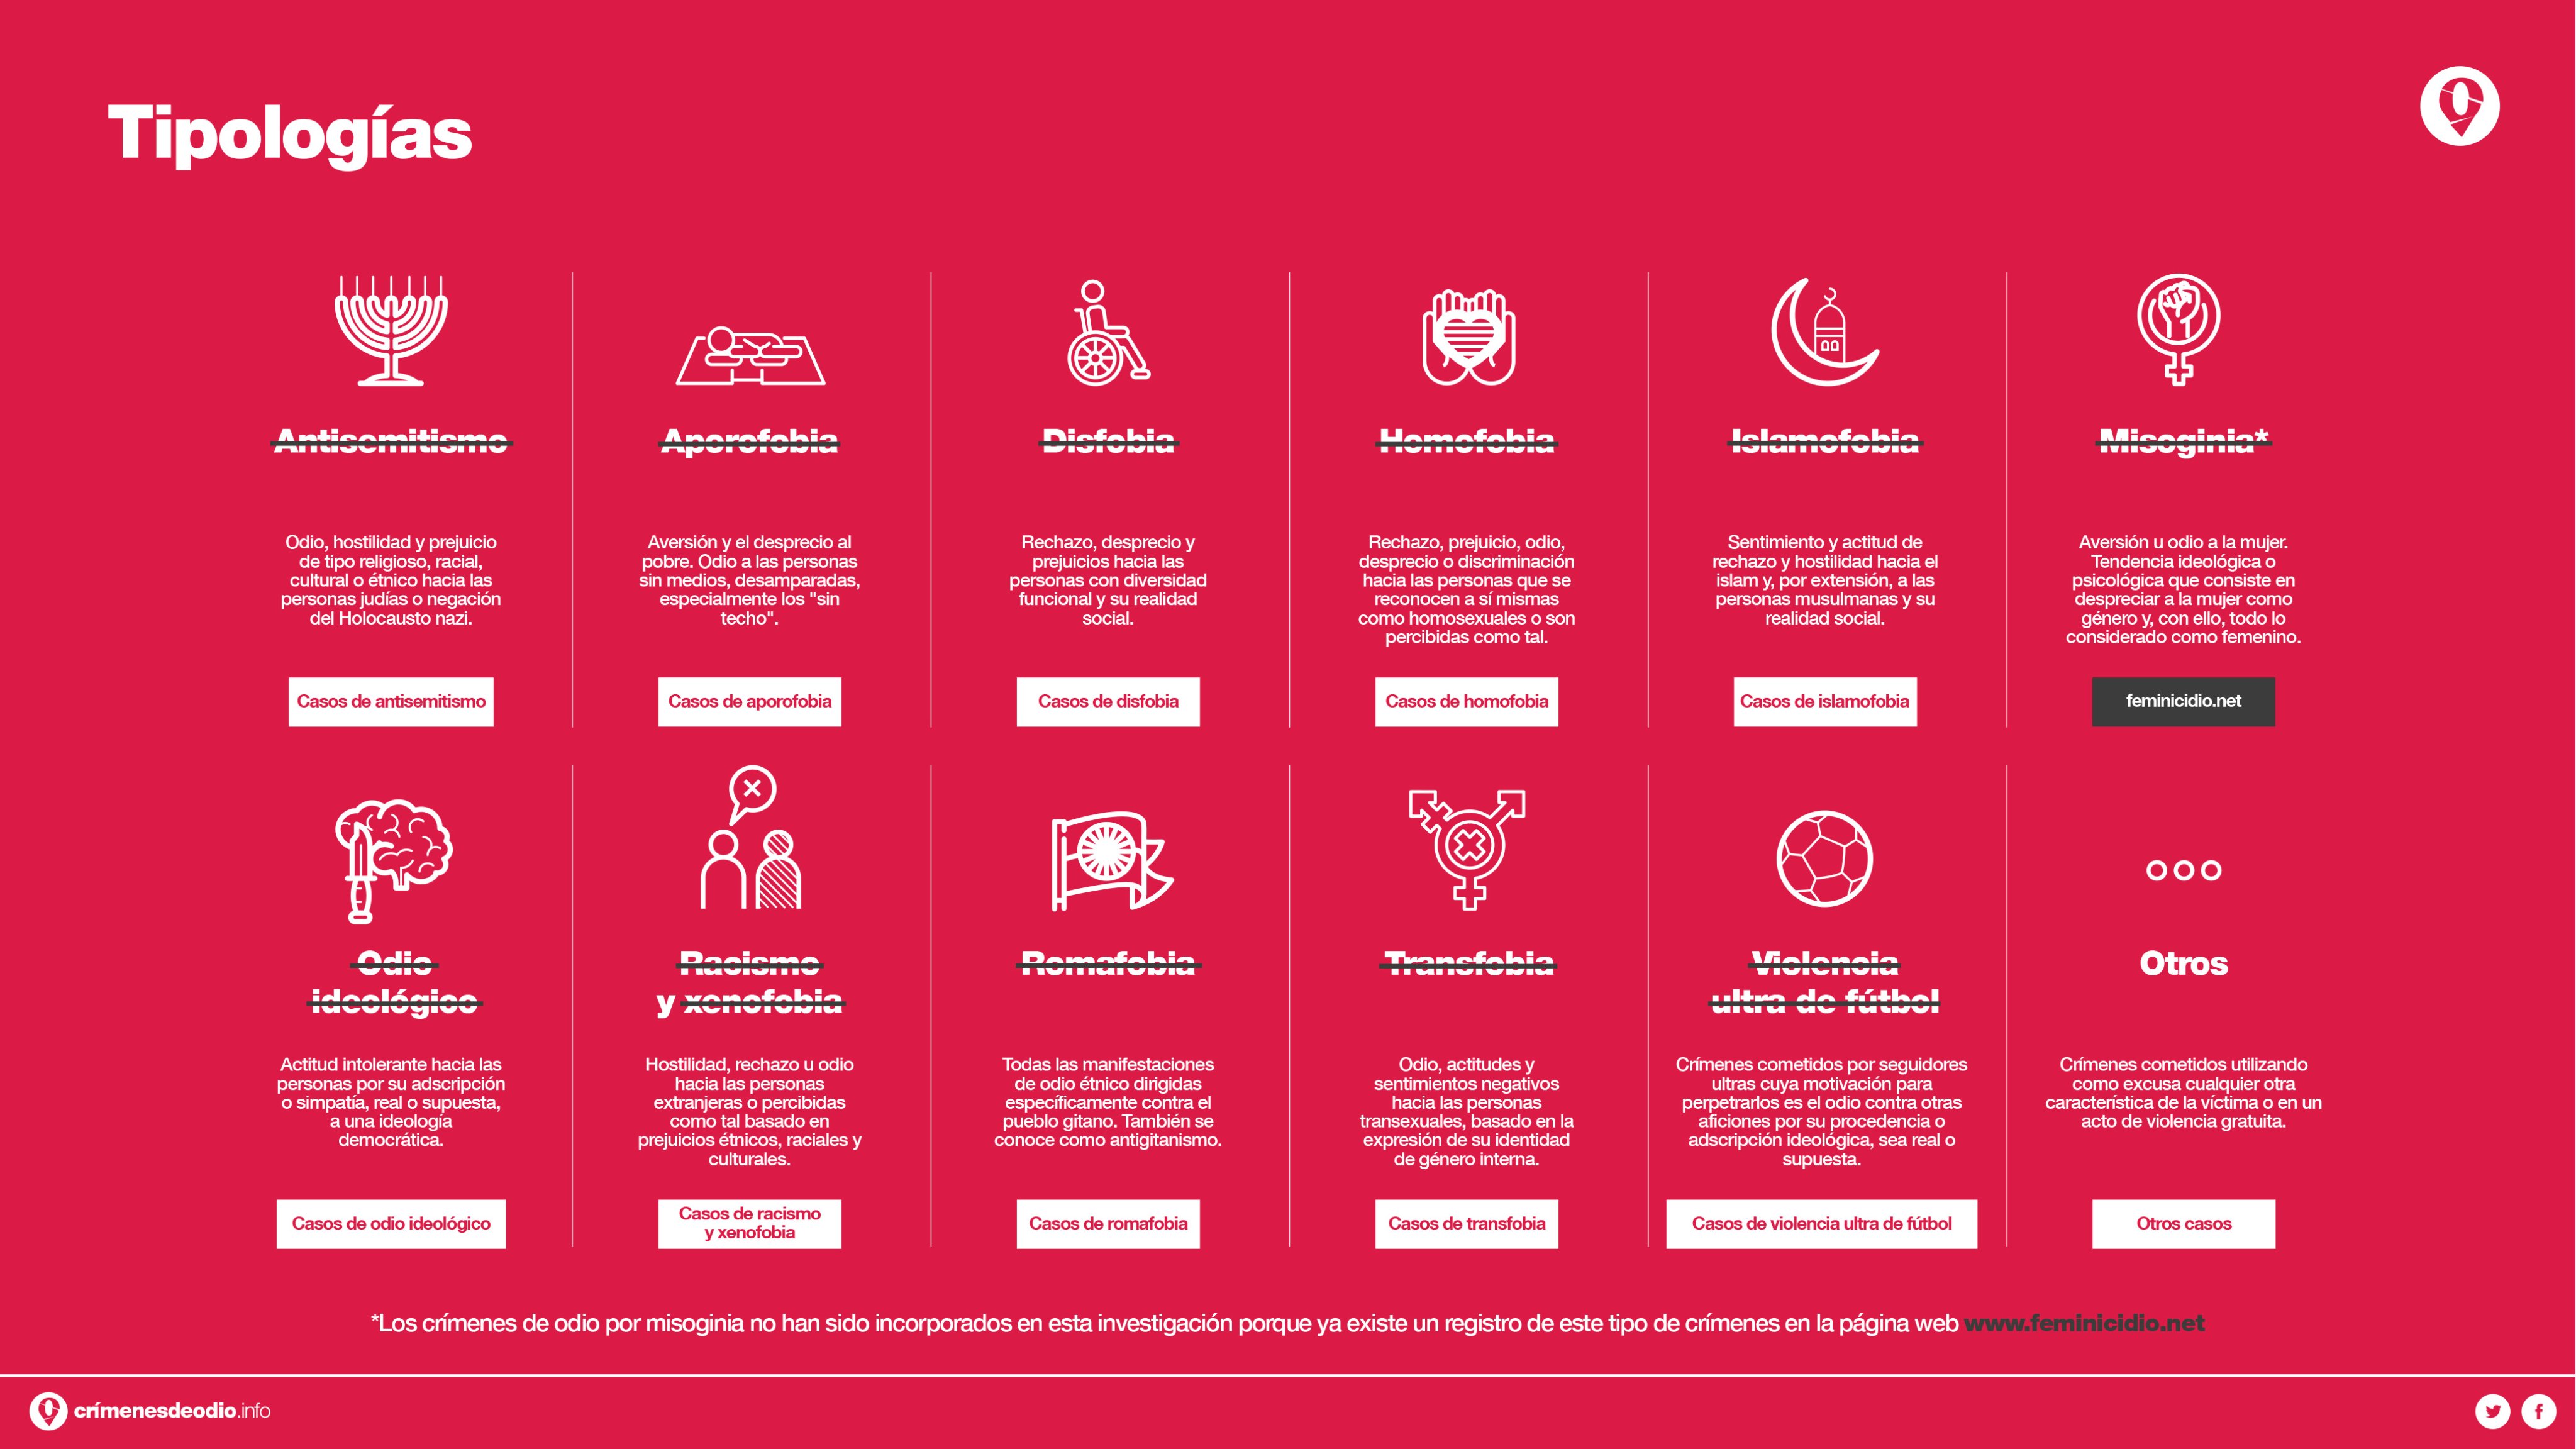 Tipologías
Antisemitismo
Odio, hostilidad y prejuicio
de tipo religioso, racial,
cultural o étnico hacia las
personas judías o negación
del Holocausto nazi.
Casos de antisemitismo
Aporofobia
Aversión y el desprecio al
pobre. Odio a las personas
sin medios, desamparadas,
especialmente los "sin
techo".
Casos de aporofobia
Disfobia
Rechazo, desprecio y
prejuicios hacia las
personas con diversidad
funcional y su realidad
social.
Casos de disfobia
Homofobia
Rechazo, prejuicio, odio,
desprecio o discriminación
hacia las personas que se
reconocen a sí mismas
como homosexuales o son
percibidas como tal.
Casos de homofobia
Islamofobia
Sentimiento y actitud de
rechazo y hostilidad hacia el
islam y, por extensión, a las
personas musulmanas y su
realidad social.
Casos de islamofobia
Misoginia*
Aversión u odio a la mujer.
Tendencia ideológica o
psicológica que consiste en
despreciar a la mujer como
género y, con ello, todo lo
considerado como femenino.
feminicidio.net
Odio
ideológico
Actitud intolerante hacia las
personas por su adscripción
o simpatía, real o supuesta,
a una ideología
democrática.
Casos de odio ideológico
Racismo
y xenofobia
Hostilidad, rechazo u odio
hacia las personas
extranjeras o percibidas
como tal basado en
prejuicios étnicos, raciales y
culturales.
Casos de racismo
y xenofobia
Romafobia
Todas las manifestaciones
de odio étnico dirigidas
específicamente contra el
pueblo gitano. También se
conoce como antigitanismo.
Casos de romafobia
Transfobia
Odio, actitudes y
sentimientos negativos
hacia las personas
transexuales, basado en la
expresión de su identidad
de género interna.
Casos de transfobia
Violencia
ultra de fútbol
Crímenes cometidos por seguidores
ultras cuya motivación para
perpetrarlos es el odio contra otras
aficiones por su procedencia o
adscripción ideológica, sea real o
supuesta.
Casos de violencia ultra de fútbol
Otros
Crímenes cometidos utilizando
como excusa cualquier otra
característica de la víctima o en un
acto de violencia gratuita.
Otros casos
*Los crímenes de odio por misoginia no han sido incorporados en esta investigación porque ya existe un registro de este tipo de crímenes en la página web www.feminicidio.net
crímenesdeodio.info